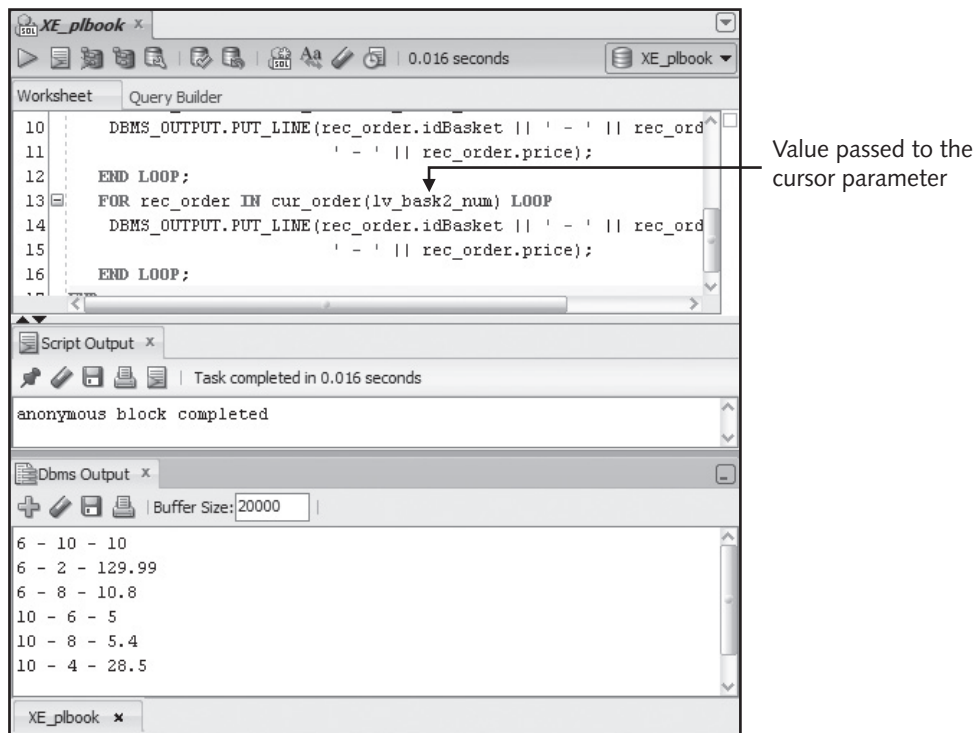 XE_plbook
0.016 seconds
XE_plbook
Worksheet
Query Builder
10 DBMS_OUTPUT.PUT_LINE(rec_order.idBasket || ' - ' || rec_ord
11 ' - ' || rec_order.price);
12 END LOOP;
13 FOR rec_order IN cur_order(lv_bask2_num) LOOP
14 DBMS_OUTPUT.PUT_LINE(rec_order.idBasket || ' - ' || rec_ord
15 ' - ' || rec_order.price);
16 END LOOP;
Value passed to the
cursor parameter
Script Output
Task completed in 0.016 seconds
anonymous block completed
Dbms Output
Buffer Size: 20000
6 - 10 - 10
6 - 2 - 129.99
6 - 8 - 10.8
10 - 6 - 5
10 - 8 - 5.4
10 - 4 - 28.5
XE_plbook